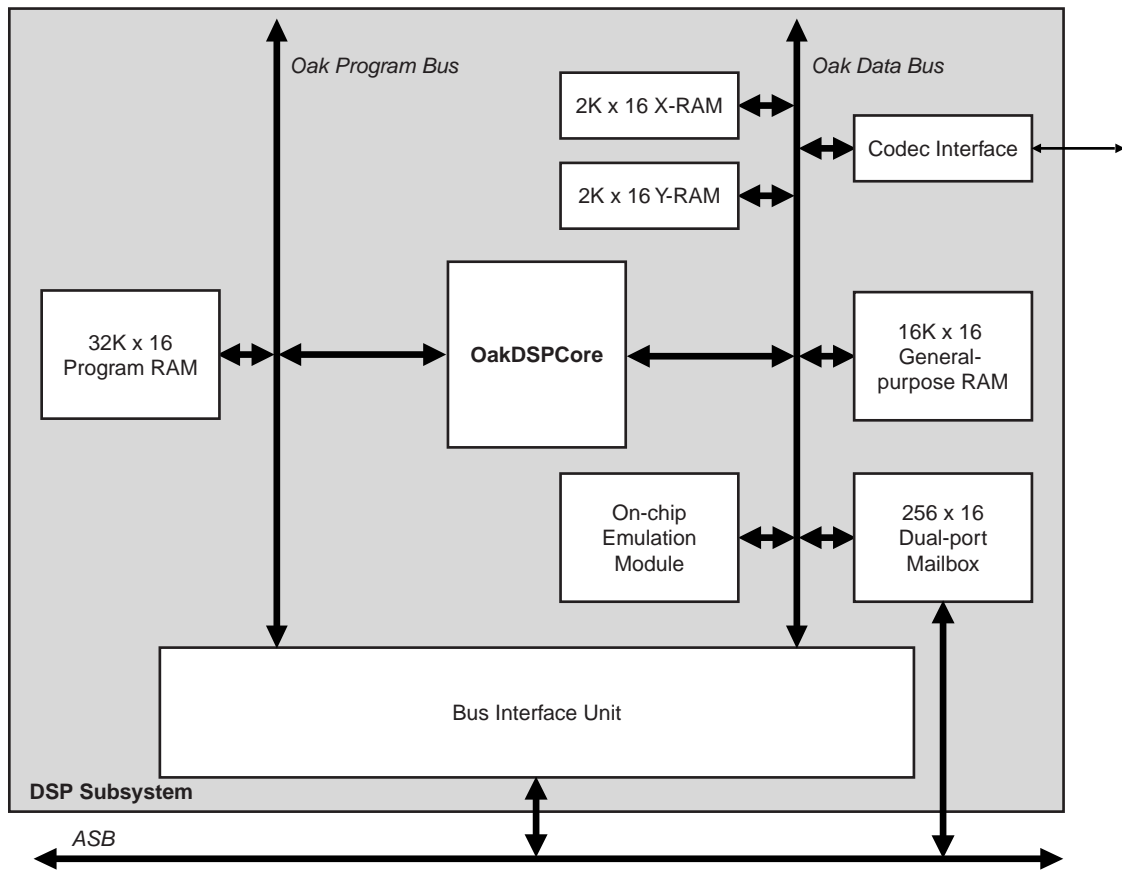 Oak Program Bus
Oak Data Bus
2K x 16 X-RAM
Codec Interface
2K x 16 Y-RAM
32K x 16
Program RAM
OakDSPCore
16K x 16
General-
purpose RAM
On-chip
Emulation
Module
256 x 16
Dual-port
Mailbox
Bus Interface Unit
DSP Subsystem
ASB